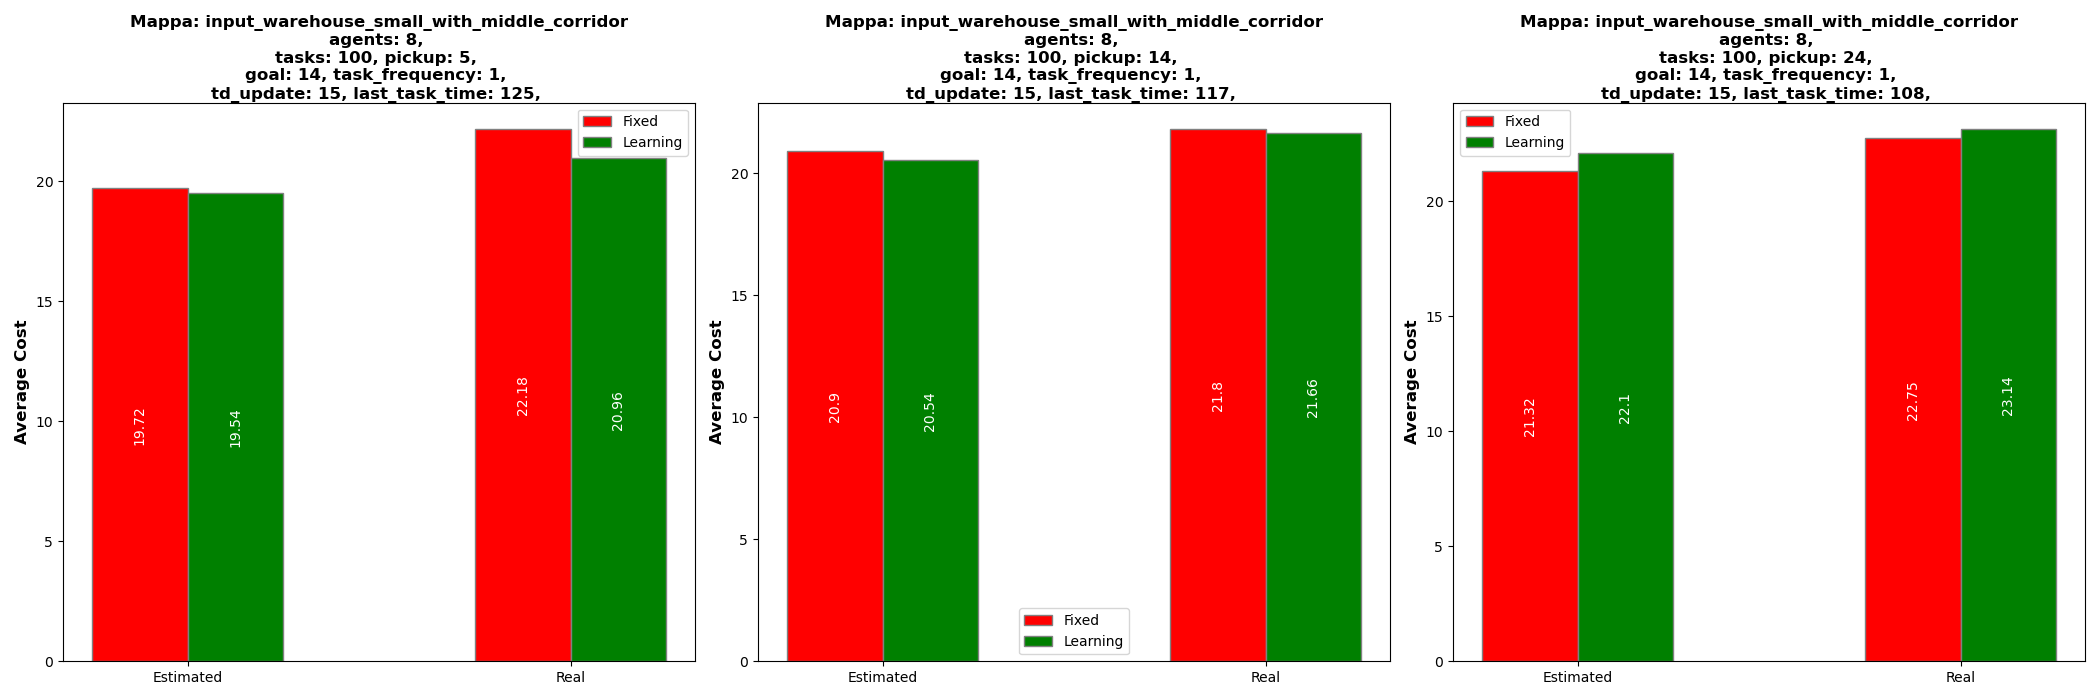 Mappa: input_warehouse_small_with_middle_corridor
agents: 8,
tasks: 100, pickup: 5,
goal: 14, task_frequency: 1,
td_update: 15, last_task_time: 125,
Fixed
Learning
20
15
10
5
0
Average Cost
19.72
19.54
22.18
20.96
Estimated
Real
Mappa: input_warehouse_small_with_middle_corridor
agents: 8,
tasks: 100, pickup: 14,
goal: 14, task_frequency: 1,
td_update: 15, last_task_time: 117,
20
15
10
5
0
Average Cost
20.9
20.54
21.8
21.66
Fixed
Learning
Estimated
Real
Mappa: input_warehouse_small_with_middle_corridor
agents: 8,
tasks: 100, pickup: 24,
goal: 14, task_frequency: 1,
td_update: 15, last_task_time: 108,
Fixed
Learning
20
15
10
5
0
Average Cost
21.32
22.1
22.75
23.14
Estimated
Real